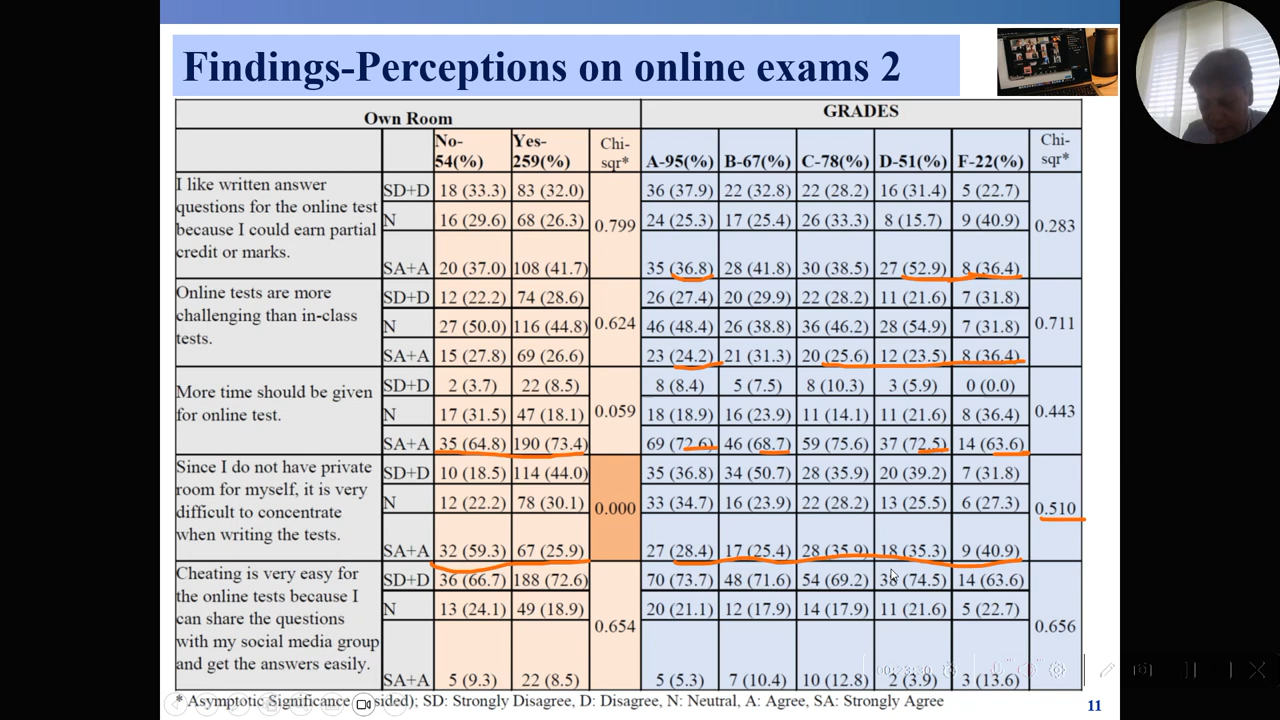 Findings-Perceptions on online exams 2
Own Room GRADES
No-54(%) Yes-259(%) Chi-sqr* A-95(%) B-67(%) C-78(%) D-51(%) F-22(%) Chi-sqr*
I like written answer questions for the online test because I could earn partial credit or marks.
SD+D 18 (33.3) 83 (32.0) 36 (37.9) 22 (32.8) 22 (28.2) 16 (31.4) 5 (22.7)
N 16 (29.6) 68 (26.3) 0.799 24 (25.3) 17 (25.4) 26 (33.3) 8 (15.7) 9 (40.9) 0.283
SA+A 20 (37.0) 108 (41.7) 35 (36.8) 28 (41.8) 30 (38.5) 27 (52.9) 8 (36.4)
Online tests are more challenging than in-class tests.
SD+D 12 (22.2) 74 (28.6) 26 (27.4) 20 (29.9) 22 (28.2) 11 (21.6) 7 (31.8)
N 27 (50.0) 116 (44.8) 0.624 46 (48.4) 26 (38.8) 36 (46.2) 28 (54.9) 7 (31.8) 0.711
SA+A 15 (27.8) 69 (26.6) 23 (24.2) 21 (31.3) 20 (25.6) 12 (23.5) 8 (36.4)
More time should be given for online test.
SD+D 2 (3.7) 22 (8.5) 8 (8.4) 5 (7.5) 8 (10.3) 3 (5.9) 0 (0.0)
N 17 (31.5) 47 (18.1) 0.059 18 (18.9) 16 (23.9) 11 (14.1) 11 (21.6) 8 (36.4) 0.443
SA+A 35 (64.8) 190 (73.4) 69 (72.6) 46 (68.7) 59 (75.6) 37 (72.5) 14 (63.6)
Since I do not have private room for myself, it is very difficult to concentrate when writing the tests.
SD+D 10 (18.5) 114 (44.0) 35 (36.8) 34 (50.7) 28 (35.9) 20 (39.2) 7 (31.8)
N 12 (22.2) 78 (30.1) 0.000 33 (34.7) 16 (23.9) 22 (28.2) 13 (25.5) 6 (27.3) 0.510
SA+A 32 (59.3) 67 (25.9) 27 (28.4) 17 (25.4) 28 (35.9) 18 (35.3) 9 (40.9)
Cheating is very easy for the online tests because I can share the questions with my social media group and get the answers easily.
SD+D 36 (66.7) 188 (72.6) 70 (73.7) 48 (71.6) 54 (69.2) (74.5) 14 (63.6)
N 13 (24.1) 49 (18.9) 0.654 20 (21.1) 12 (17.9) 14 (17.9) 11 (21.6) 5 (22.7) 0.656
SA+A 5 (9.3) 22 (8.5) 5 (5.3) 7 (10.4) 10 (12.8) 2 (3.9) 3 (13.6)
* Asymptotic Significance sided); SD: Strongly Disagree, D: Disagree, N: Neutral, A: Agree, SA: Strongly Agree
11